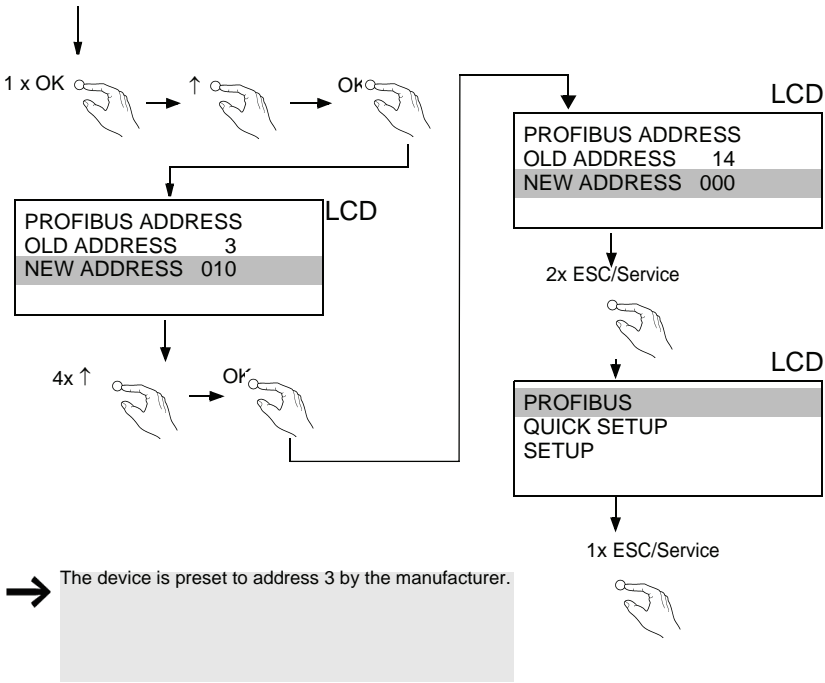 1 x OK
↑
OK
LCD
PROFIBUS ADDRESS
OLD ADDRESS 3
NEW ADDRESS 010
4x ↑
OK
LCD
PROFIBUS ADDRESS
OLD ADDRESS 14
NEW ADDRESS 000
2x ESC/Service
LCD
PROFIBUS
QUICK SETUP
SETUP
1x ESC/Service
The device is preset to address 3 by the manufacturer.